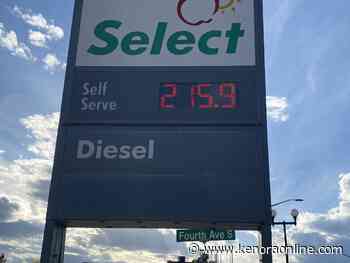 Select
Self
Serve
215.9
Diesel
Fourth Ave S
www.kenoraonline.com